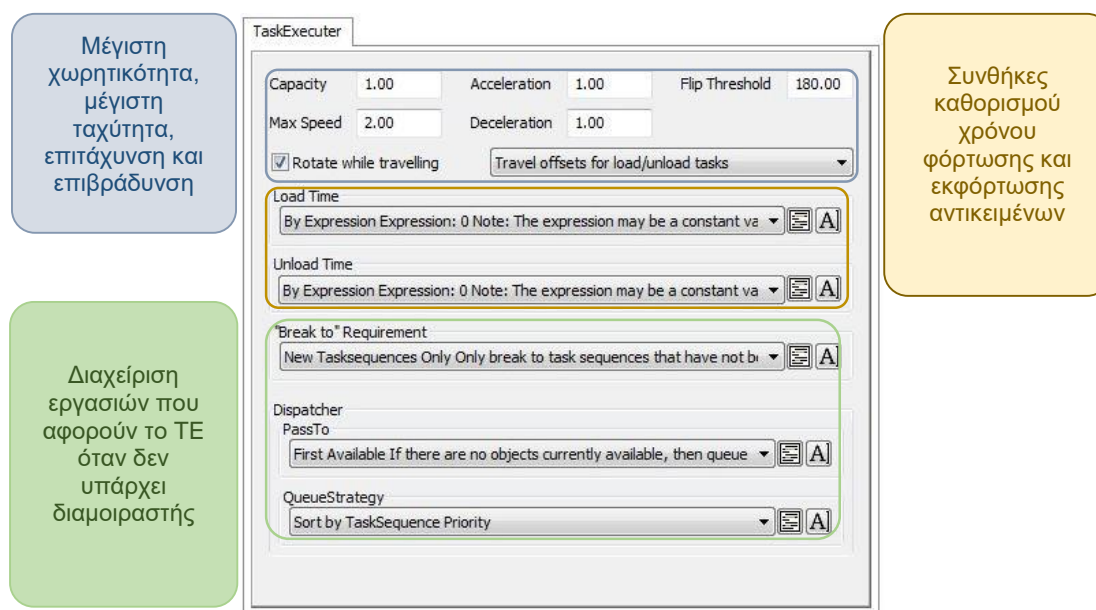 Μέγιστη
χωρητικότητα,
μέγιστη
ταχύτητα,
επιτάχυνση και
επιβράδυνση
Διαχείριση
εργασιών που
αφορούν το ΤΕ
όταν δεν
υπάρχει
διαμοιραστής
TaskExecuter
Capacity 1.00 Acceleration 1.00 Flip Threshold 180.00
Max Speed 2.00 Deceleration 1.00
Rotate while travelling Travel offsets for load/unload tasks
Load Time
By Expression Expression: 0 Note: The expression may be a constant va A
Unload Time
By Expression Expression: 0 Note: The expression may be a constant va A
"Break to" Requirement
New Tasksequences Only Only break to task sequences that have not be A
Dispatcher
PassTo
First Available If there are no objects currently available, then queue A
QueueStrategy
Sort by TaskSequence Priority A
Συνθήκες
καθορισμού
χρόνου
φόρτωσης και
εκφόρτωσης
αντικειμένων